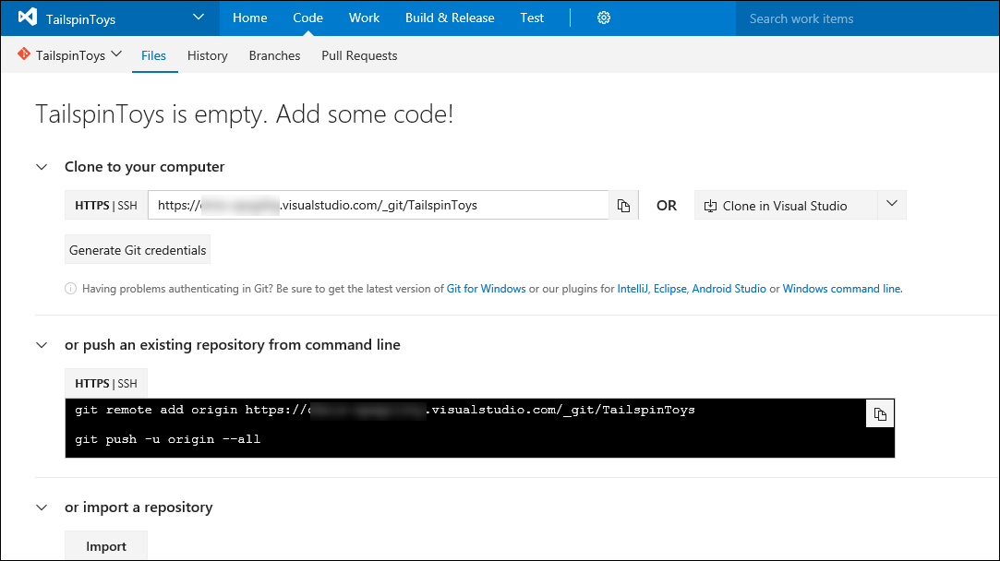 TailspinToys Home Code Work Build & Release Test Search work items
TailspinToys Files History Branches Pull Requests
TailspinToys is empty. Add some code!
Clone to your computer
HTTPS | SSH https:// .visualstudio.com/_git/TailspinToys OR Clone in Visual Studio
Generate Git credentials
Having problems authenticating in Git? Be sure to get the latest version of Git for Windows or our plugins for IntelliJ, Eclipse, Android Studio or Windows command line.
or push an existing repository from command line
HTTPS | SSH
git remote add origin https:// .visualstudio.com/_git/TailspinToys
git push -u origin --all
or import a repository
Import